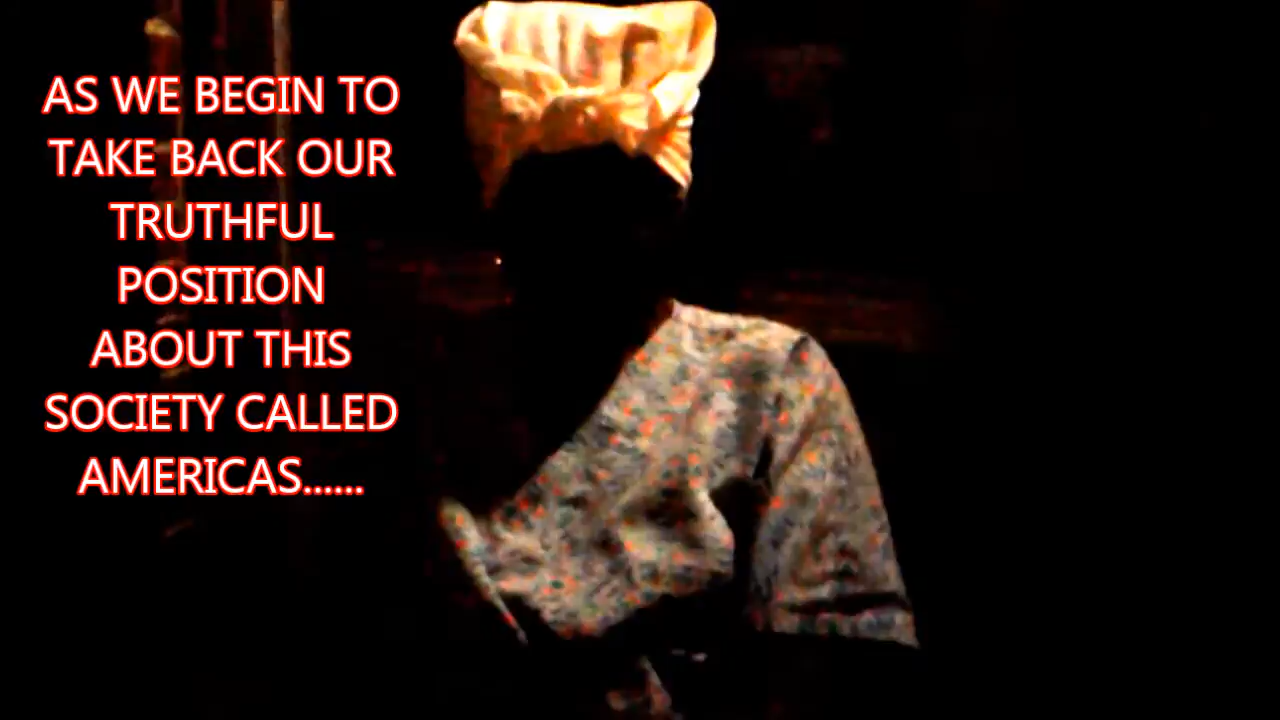 AS WE BEGIN TO
TAKE BACK OUR
TRUTHFUL
POSITION
ABOUT THIS
SOCIETY CALLED
AMERICAS......